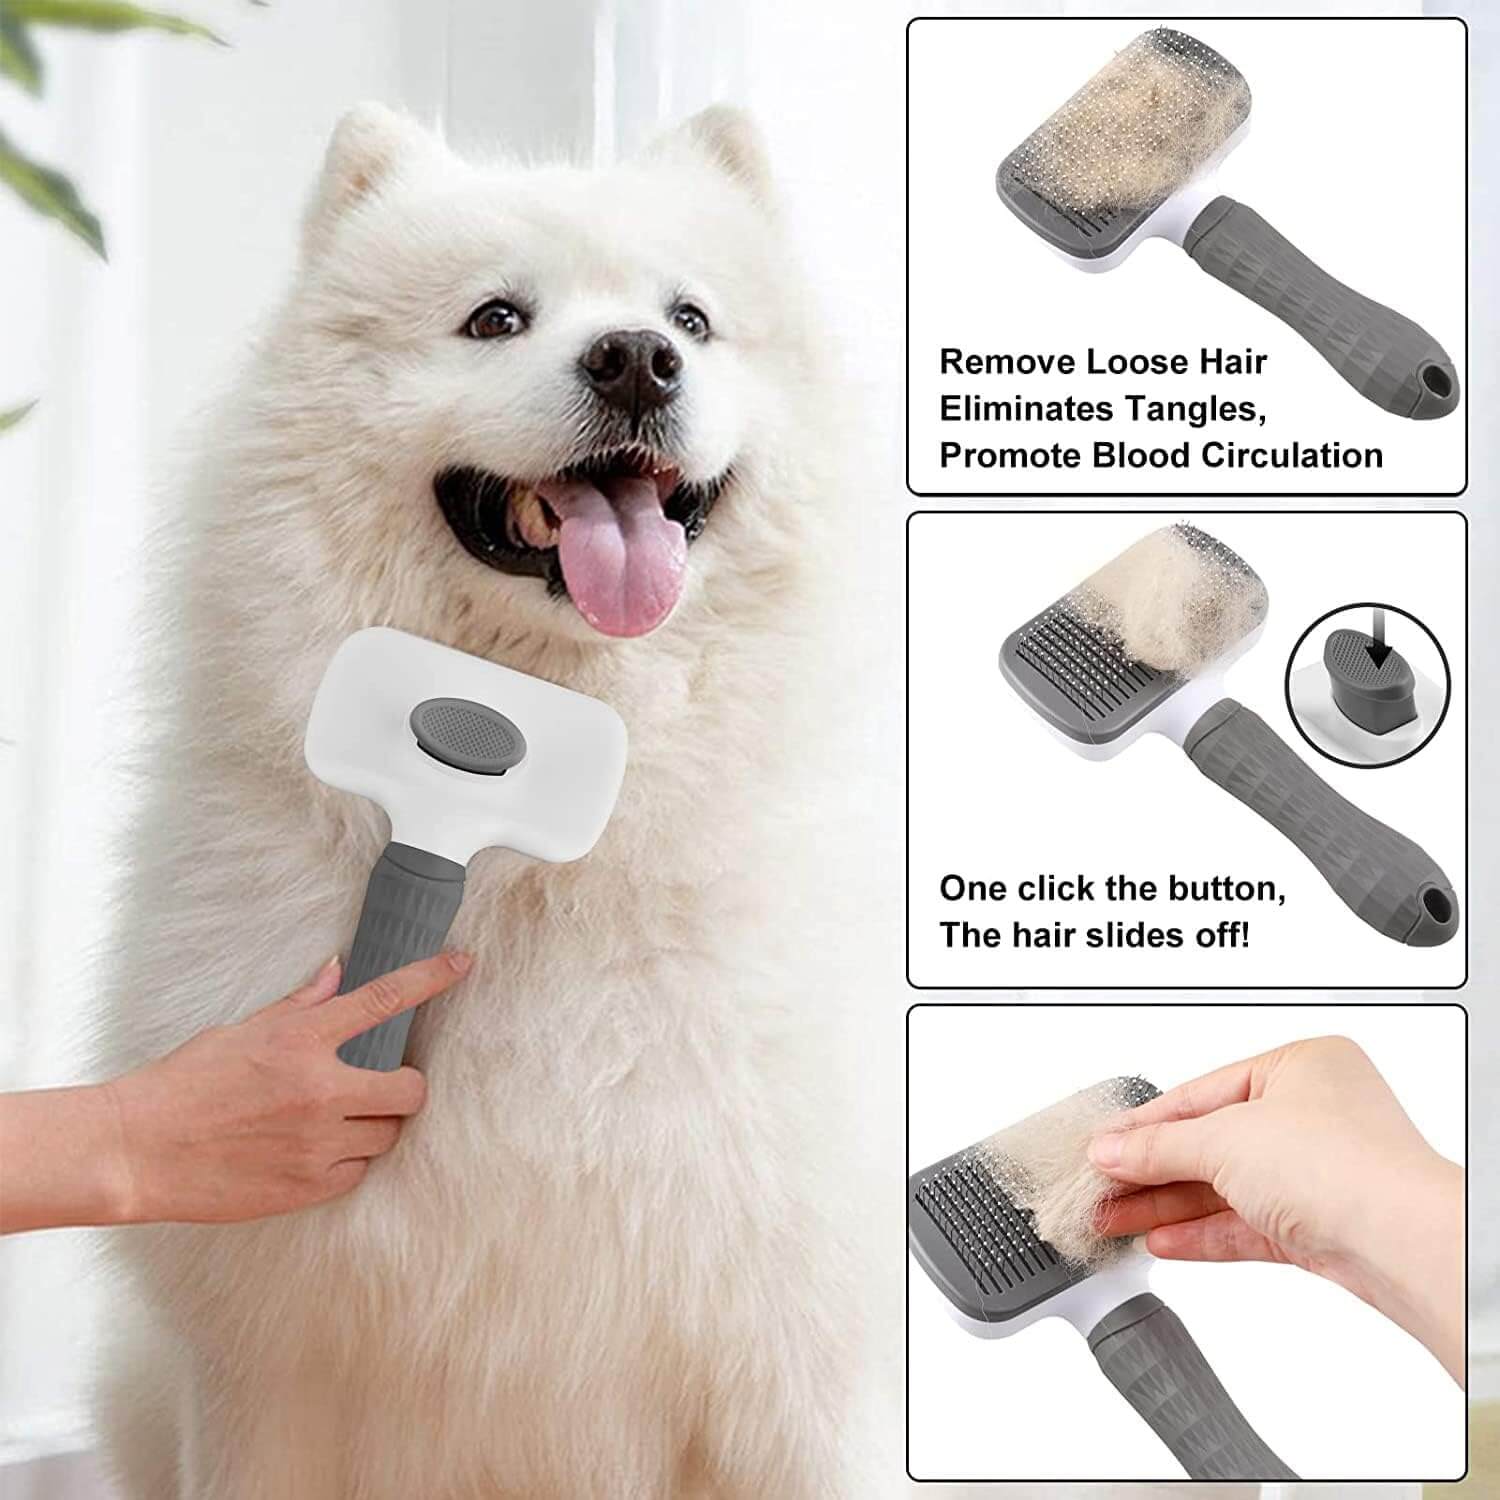 Remove Loose Hair
Eliminates Tangles,
Promote Blood Circulation
One click the button,
The hair slides off!